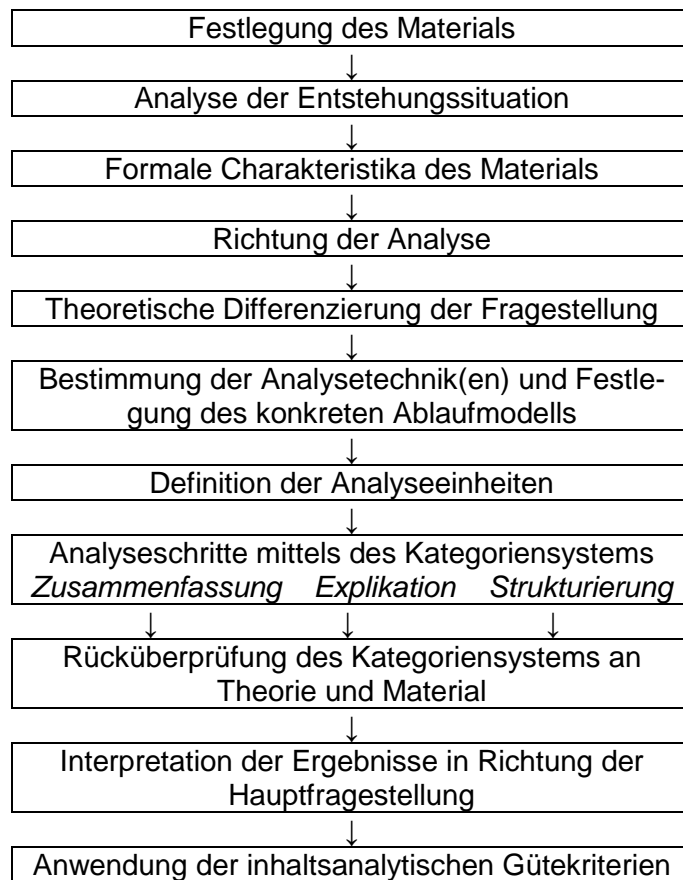 Festlegung des Materials
↓
Analyse der Entstehungssituation
↓
Formale Charakteristika des Materials
↓
Richtung der Analyse
↓
Theoretische Differenzierung der Fragestellung
↓
Bestimmung der Analysetechnik(en) und Festle-
gung des konkreten Ablaufmodells
↓
Definition der Analyseeinheiten
↓
Analyseschritte mittels des Kategoriensystems
Zusammenfassung Explikation Strukturierung
↓ ↓ ↓
Rücküberprüfung des Kategoriensystems an
Theorie und Material
↓
Interpretation der Ergebnisse in Richtung der
Hauptfragestellung
↓
Anwendung der inhaltsanalytischen Gütekriterien